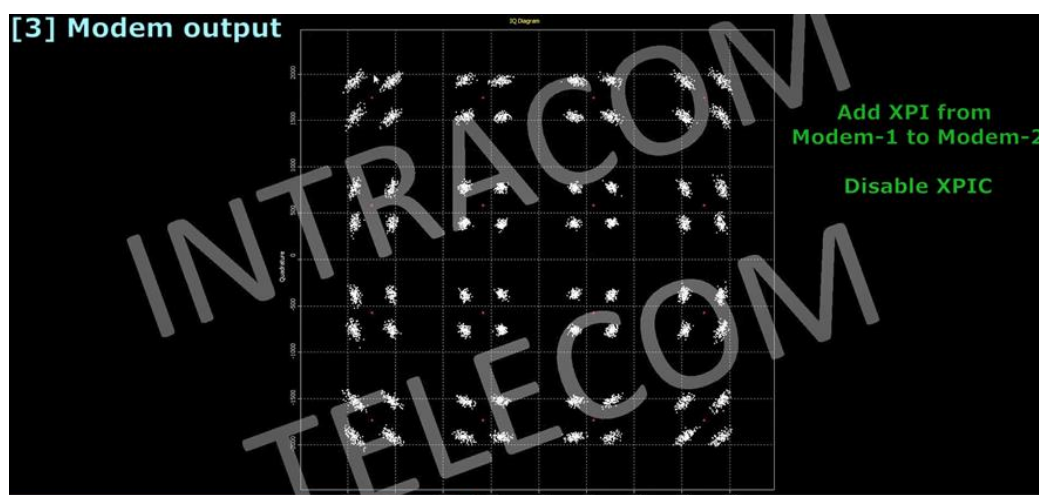 [3] Modem output
IQ Diagram
Add XPI from
Modem-1 to Modem-2
Disable XPIC
INTRACOM
TELECOM
Quadrature
2000
1500
1000
500
0
-500
-1000
-1500
-2000